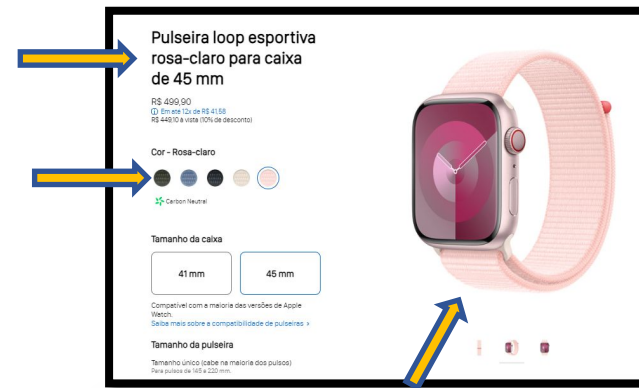 Pulseira loop esportiva
rosa-claro para caixa
de 45 mm
R$ 499,90
Em até 12x de R$ 41,58
R$ 449,10 à vista (10% de desconto)
Cor - Rosa-claro
Carbon Neutral
Tamanho da caixa
41 mm
45 mm
Compatível com a maioria das versões de Apple
Watch.
Saiba mais sobre a compatibilidade de pulseiras >
Tamanho da pulseira
Tamanho único (cabe na maioria dos pulsos)
Para pulsos de 145 a 220 mm.